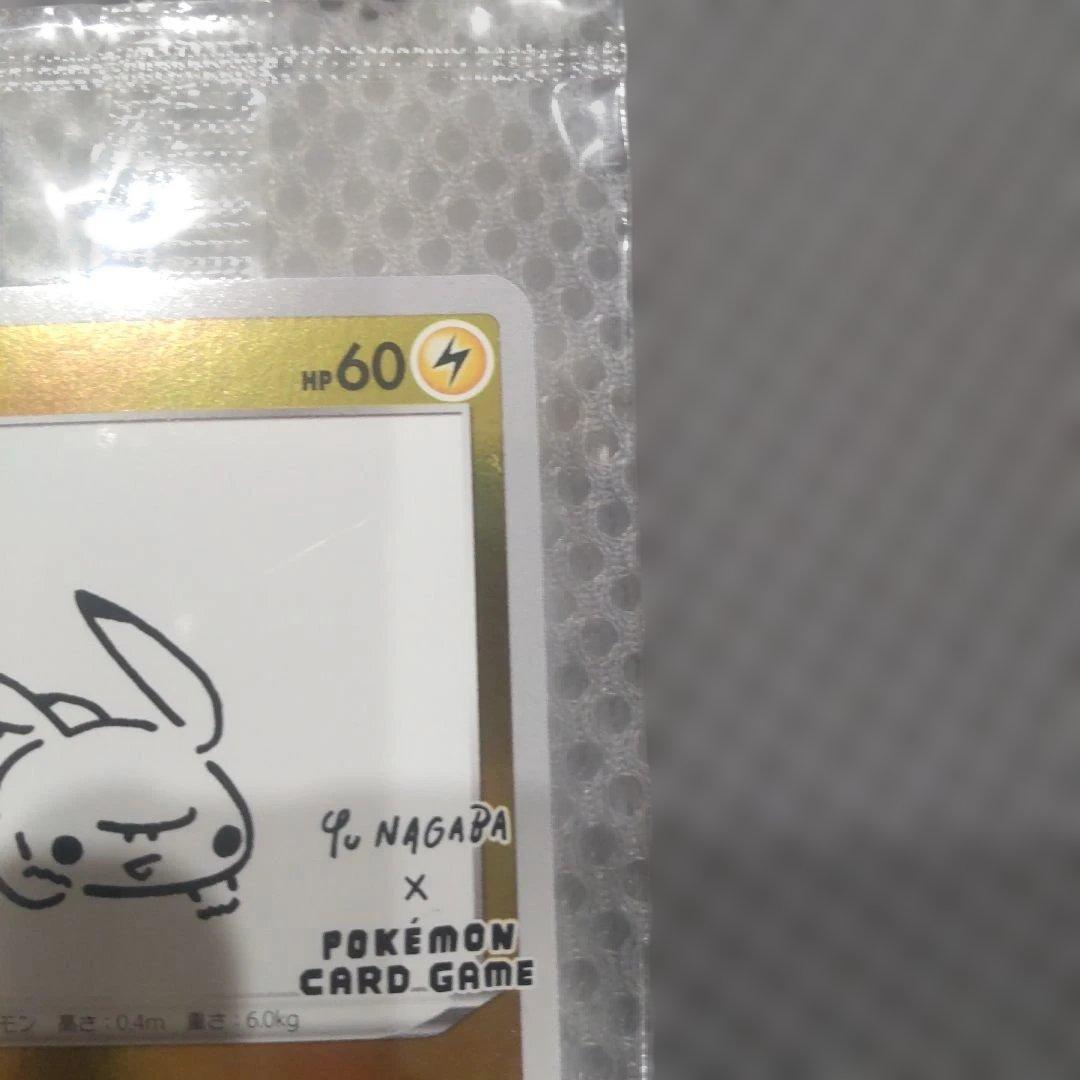 HP60
Yu NAGABA
×
POKÉMON
CARD GAME
モン 高さ:0.4m 重さ:6.0kg